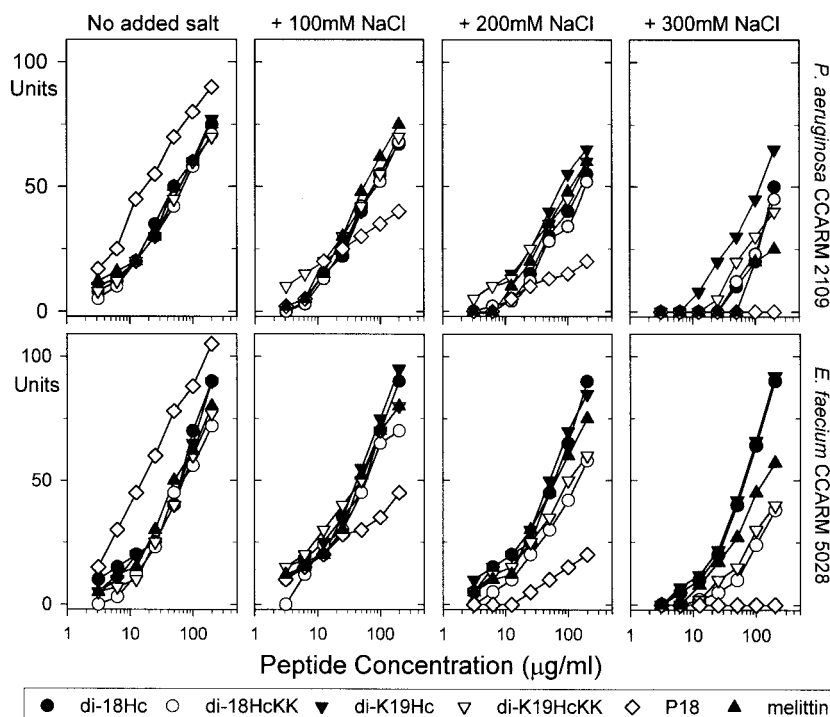 No added salt + 100mM NaCl + 200mM NaCl + 300mM NaCl
100
Units
75
50
25
0
P. aeruginosa CCARM 2109
100
Units
50
0
E. faecium CCARM 5028
1 10 100 1 10 100 1 10 100 1 10 100
Peptide Concentration (μg/ml)
di-18Hc di-18HcKK di-K19Hc di-K19HcKK P18 melittin